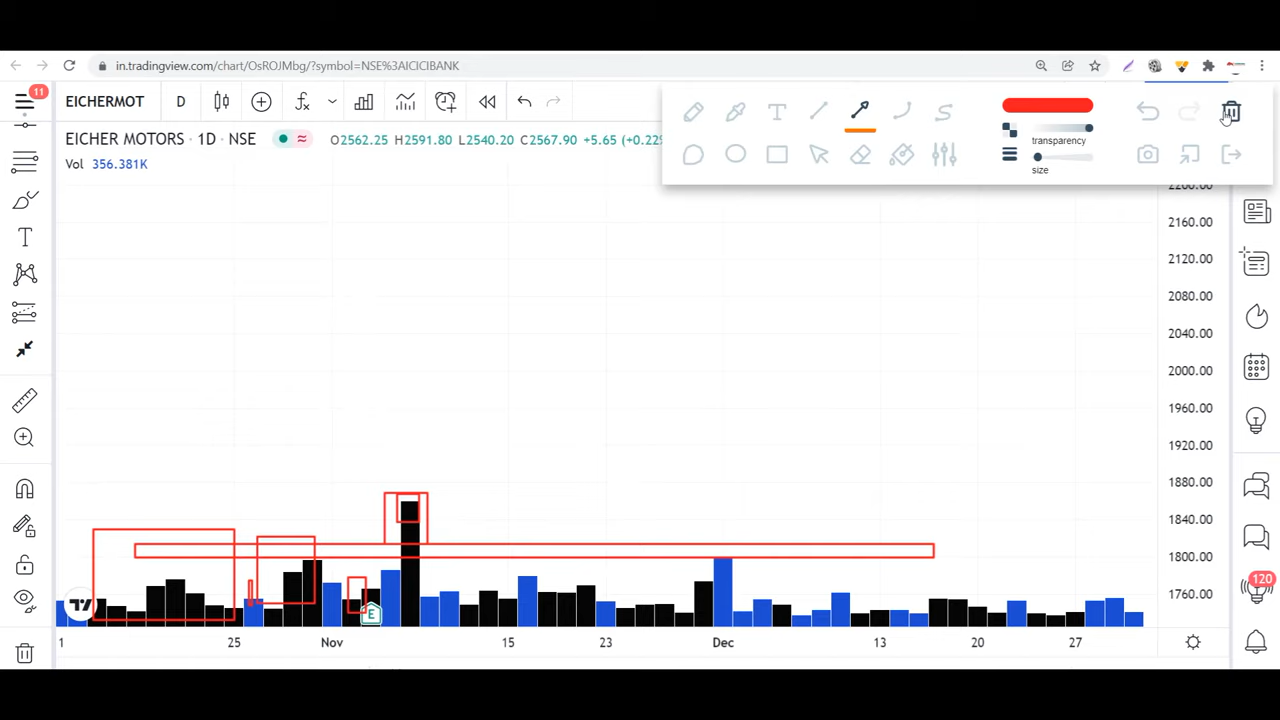 in.tradingview.com/chart/OsROJMbg/?symbol=NSE%3AICICIBANK
11
EICHERMOT D
EICHER MOTORS · 1D · NSE O2562.25 H2591.80 L2540.20 C2567.90 +5.65 (+0.22%
Vol 356.381K
T
transparency
size
2200.00
2160.00
2120.00
2080.00
2040.00
2000.00
1960.00
1920.00
1880.00
1840.00
1800.00
1760.00
120
E
1 25 Nov 15 23 Dec 13 20 27